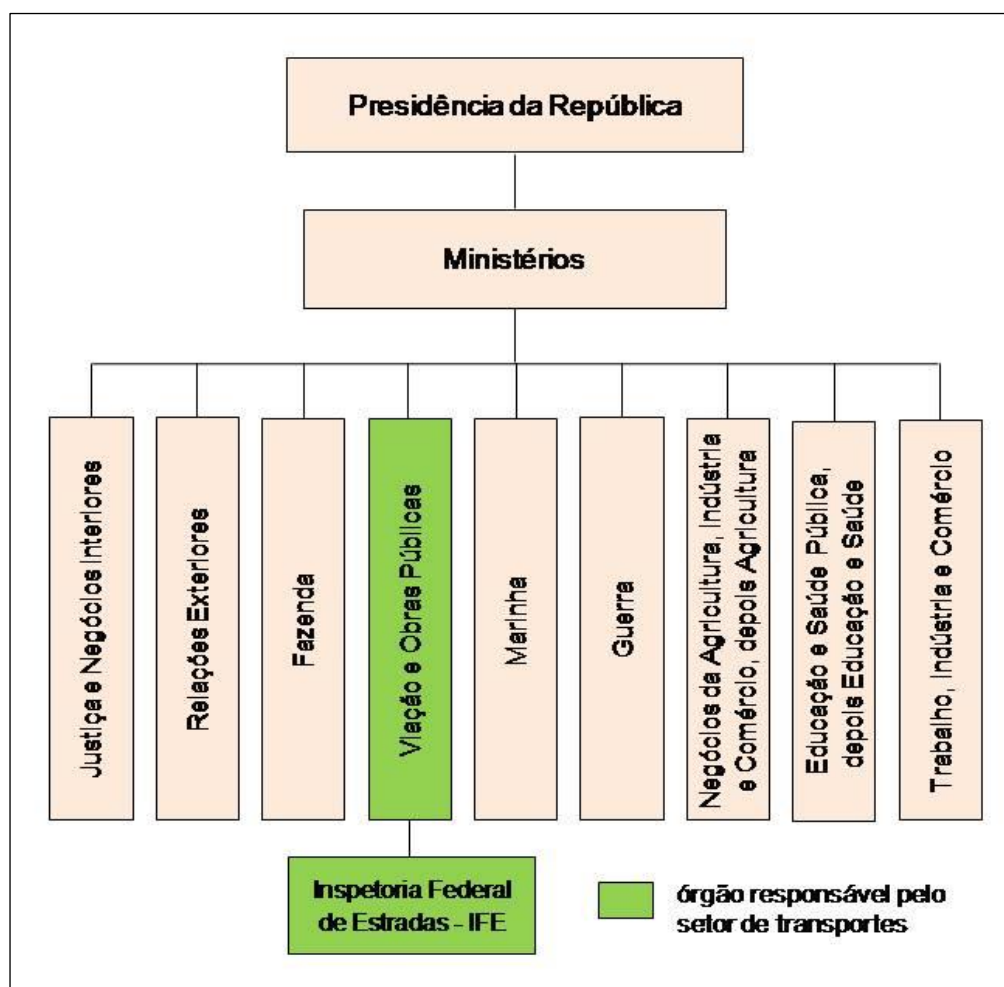 Presidência da República
Ministérios
Justiça e Negócios Interiores
Relações Exteriores
Fazenda
Viação e Obras Públicas
Marinha
Guerra
Negócios da Agricultura, Indústria
e Comércio, depois Agricultura
Educação e Saúde Pública,
depois Educação e Saúde
Trabalho, Indústria e Comércio
Inspetoria Federal
de Estradas - IFE
órgão responsável pelo
setor de transportes